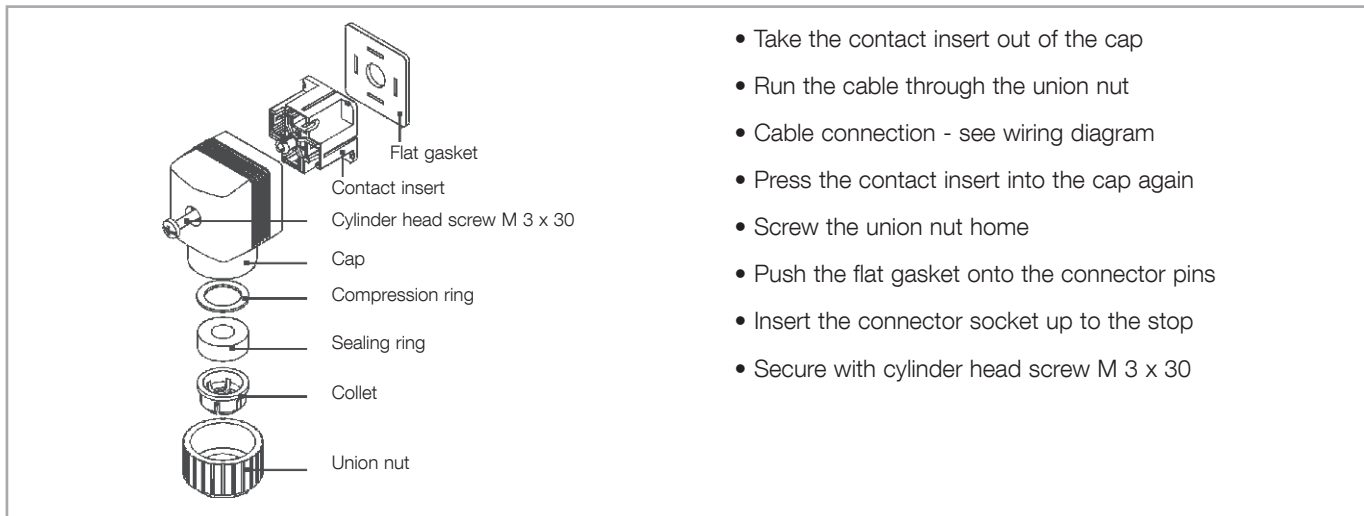 Flat gasket
Contact insert
Cylinder head screw M 3 x 30
Cap
Compression ring
Sealing ring
Collet
Union nut
• Take the contact insert out of the cap
• Run the cable through the union nut
• Cable connection - see wiring diagram
• Press the contact insert into the cap again
• Screw the union nut home
• Push the flat gasket onto the connector pins
• Insert the connector socket up to the stop
• Secure with cylinder head screw M 3 x 30